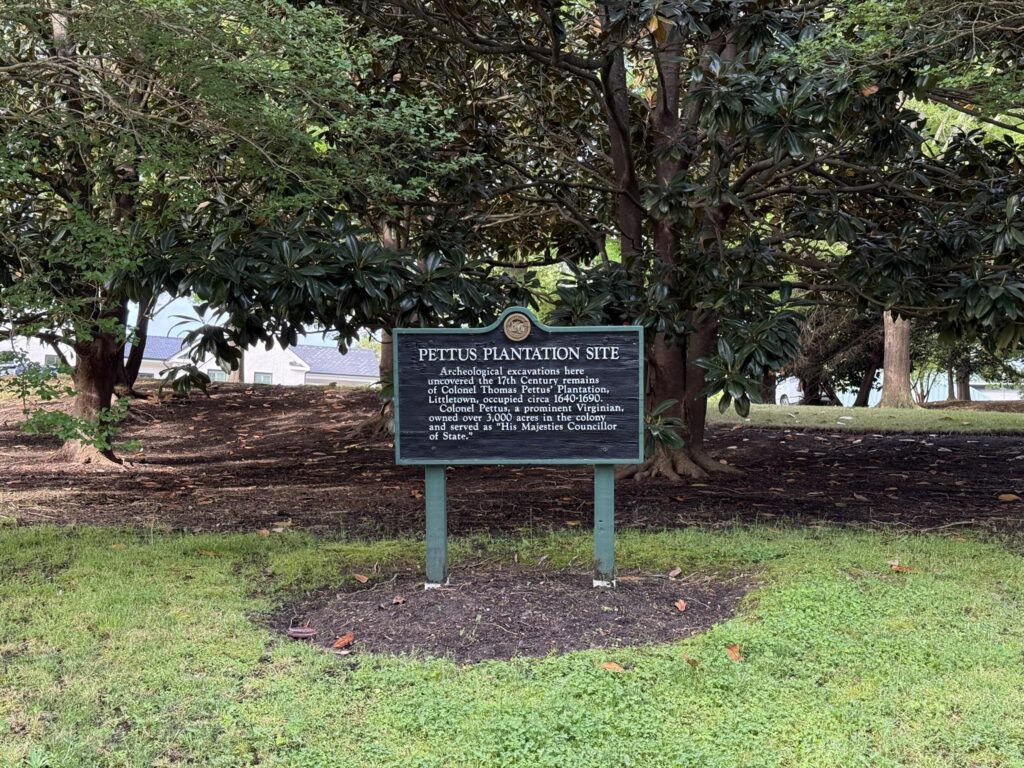 PETTUS PLANTATION SITE
Archeological excavations here
uncovered the 17th Century remains
of Colonel Thomas Pettus' Plantation,
Littletown, occupied circa 1640-1690.
Colonel Pettus, a prominent Virginian,
owned over 3,000 acres in the colony
and served as "His Majesties Councillor
of State."